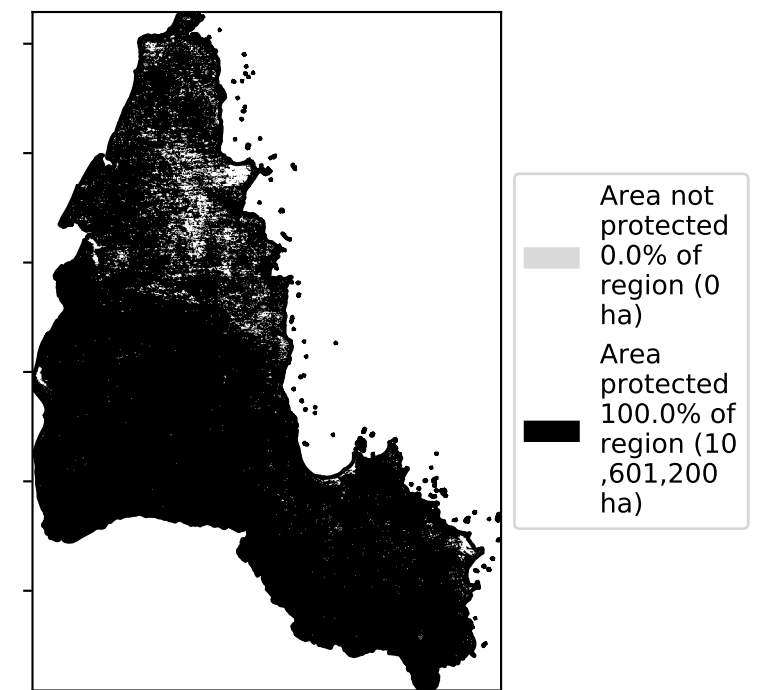 Area not
protected
0.0% of
region (0
ha)
Area
protected
100.0% of
region (10
,601,200
ha)